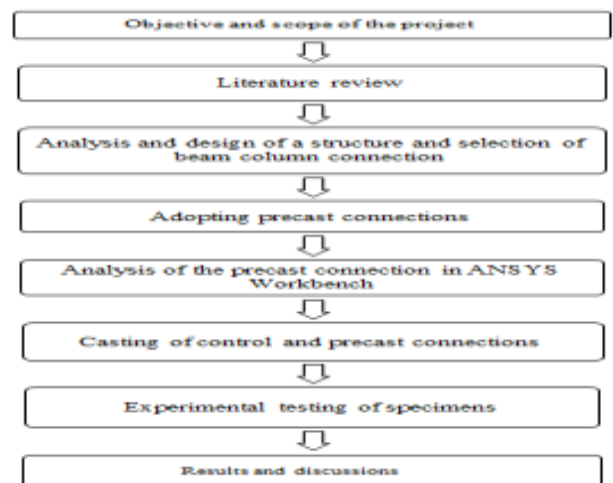 Objective and scope of the project
Literature review
Analysis and design of a structure and selection of
beam column connection
Adopting precast connections
Analysis of the precast connection in ANSYS
Workbench
Casting of control and precast connections
Experimental testing of specimens
Results and discussions